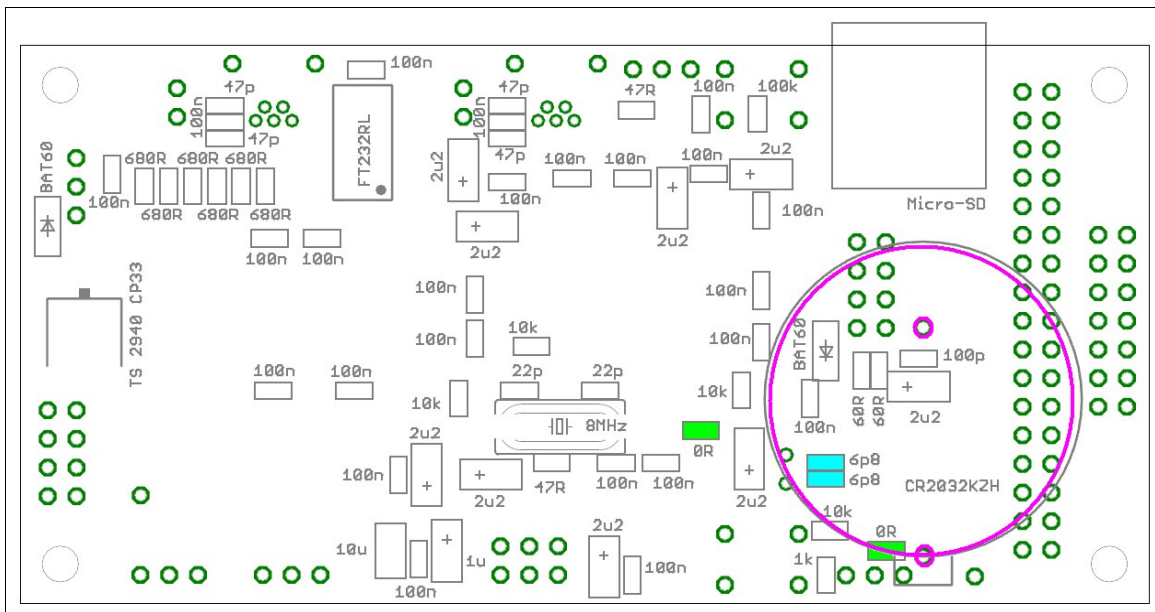 100n
47p
47p
47R
100n
100k
100n
100n
BAT60
680R 680R 680R
FT232RL
47p
47p
2u2
100n
100n
100n
2u2
100n
100n
680R 680R 680R
100n
100n
Micro-SD
2u2
2u2
100n 100n
TS 2940 CP33
100n
100n
100n
10k
100n
BAT60
100p
100n
100n
22p
22p
10k
10k
60R
60R
2u2
100n
2u2
8MHz
0R
6p8
6p8
100n
2u2
47R
100n
100n
2u2
CR2032KZH
2u2
10k
0R
10u
1u
100n
100n
1k